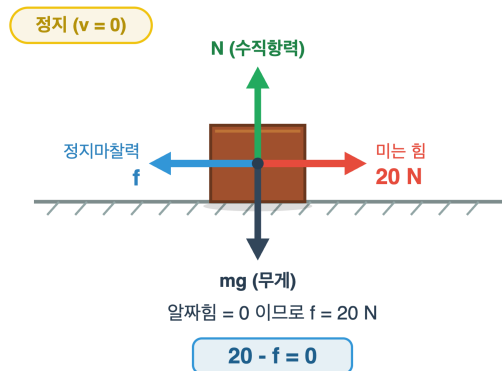 정지 (v = 0)
N (수직항력)
정지마찰력
f
미는 힘
20 N
mg (무게)
알짜힘 = 0 이므로 f = 20 N
20 - f = 0